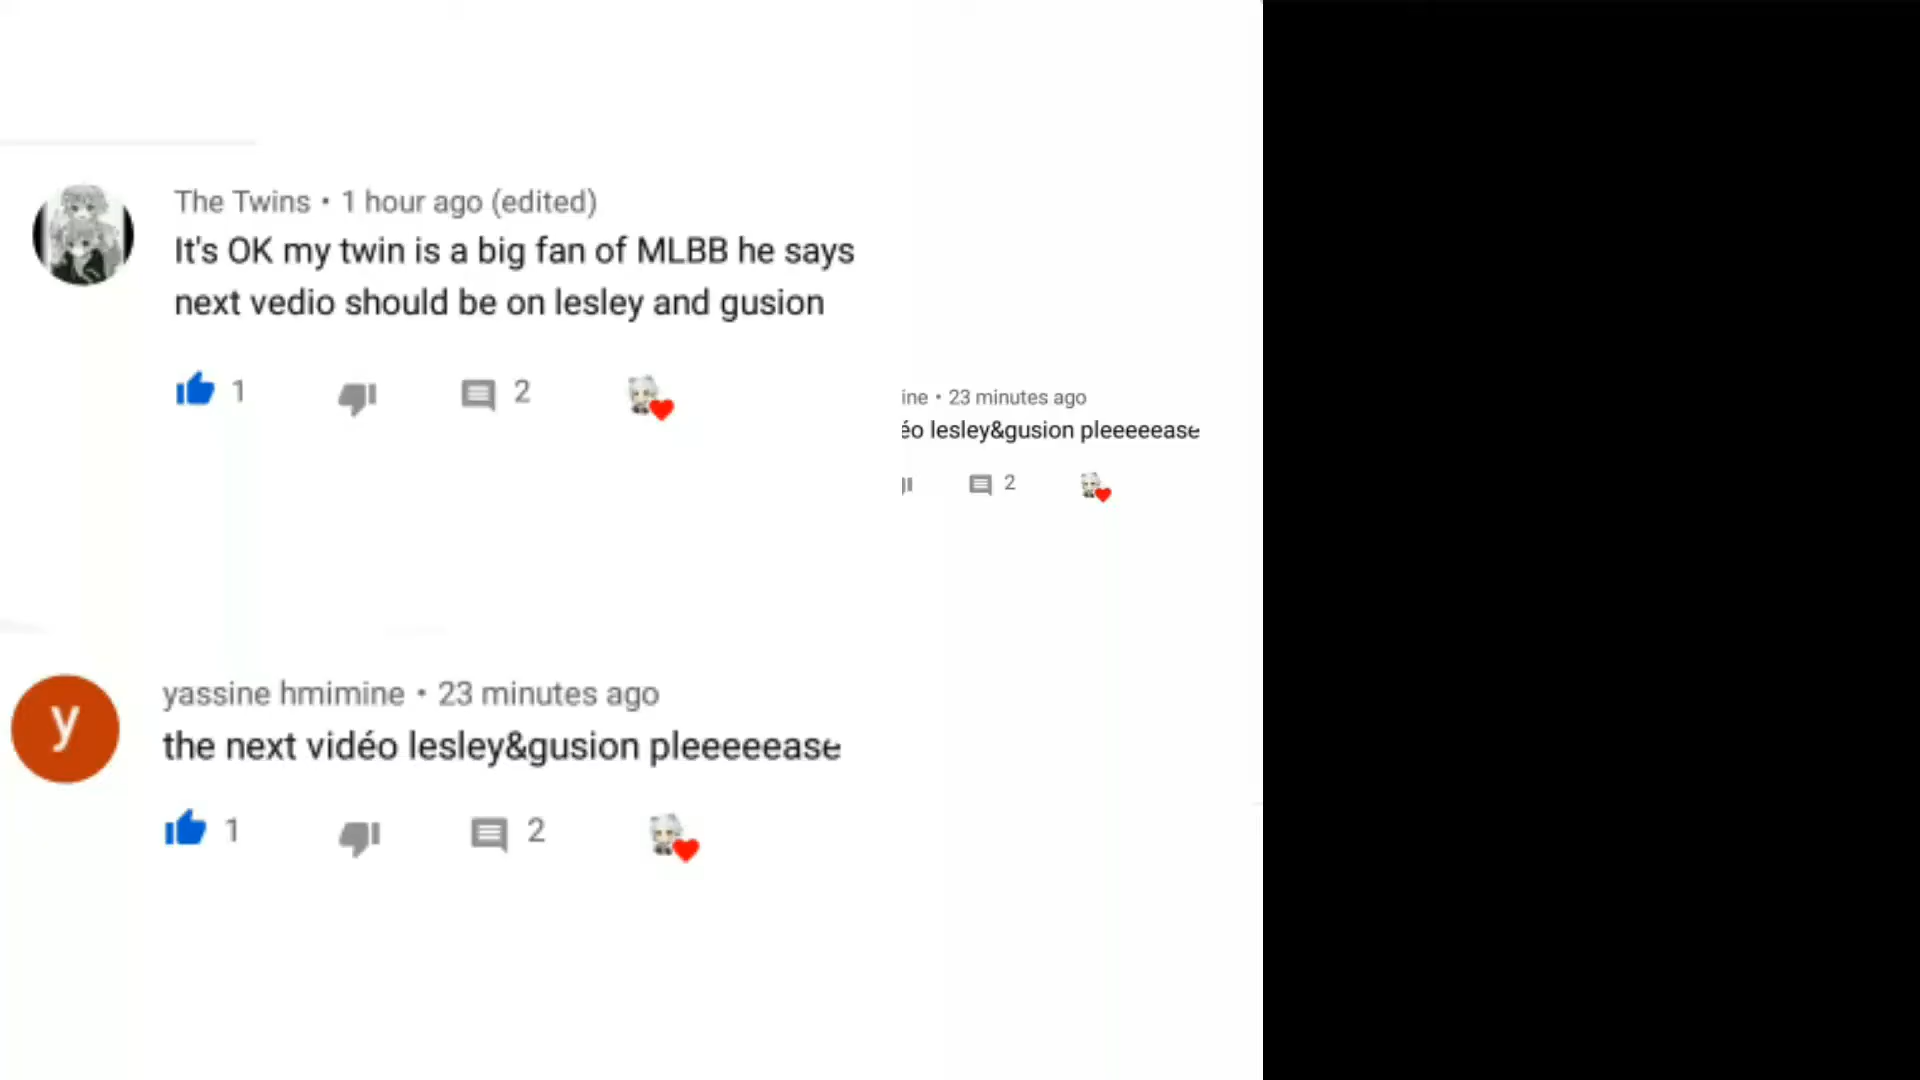 The Twins • 1 hour ago (edited)
It's OK my twin is a big fan of MLBB he says
next vedio should be on lesley and gusion
1 2
ine • 23 minutes ago
éo lesley&gusion pleeeeease
2
y
yassine hmimine • 23 minutes ago
the next vidéo lesley&gusion pleeeeease
1 2